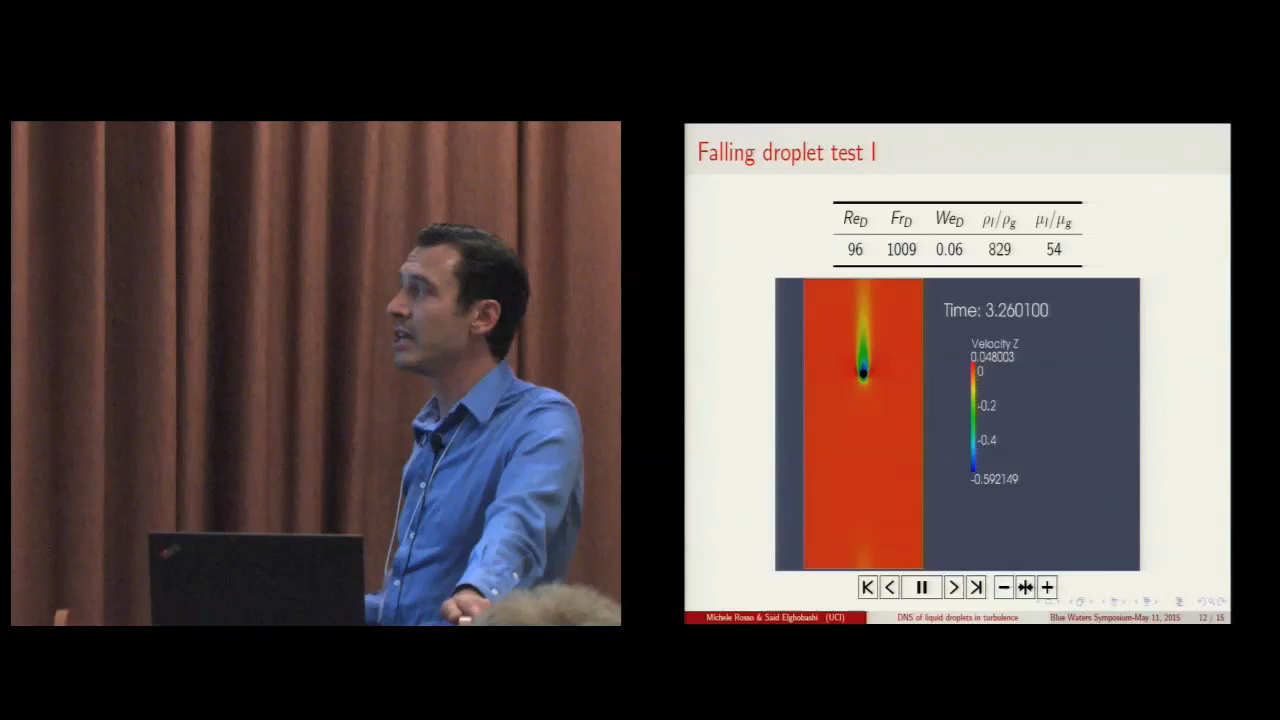 Falling droplet test I
Re_D Fr_D We_D ρ_l/ρ_g μ_l/μ_g
96 1009 0.06 829 54
Time: 3.260100
Velocity Z
0.048003
0
-0.2
-0.4
-0.592149
Michele Rosso & Said Elghobashi (UCI) DNS of liquid droplets in turbulence Blue Waters Symposium-May 11, 2015 12 / 15